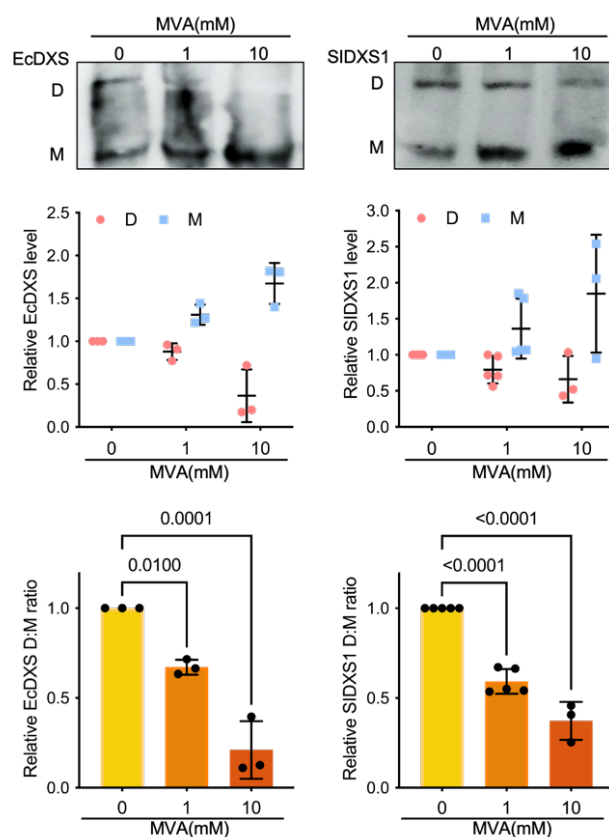 MVA(mM)
EcDXS 0 1 10
D
M
MVA(mM)
SlDXS1 0 1 10
D
M
D M
Relative EcDXS level
2.5
2.0
1.5
1.0
0.5
0.0
0 1 10
MVA(mM)
D M
Relative SlDXS1 level
3.0
2.5
2.0
1.5
1.0
0.5
0.0
0 1 10
MVA(mM)
0.0001
0.0100
Relative EcDXS D:M ratio
1.0
0.5
0.0
0 1 10
MVA(mM)
<0.0001
<0.0001
Relative SlDXS1 D:M ratio
1.0
0.5
0.0
0 1 10
MVA(mM)